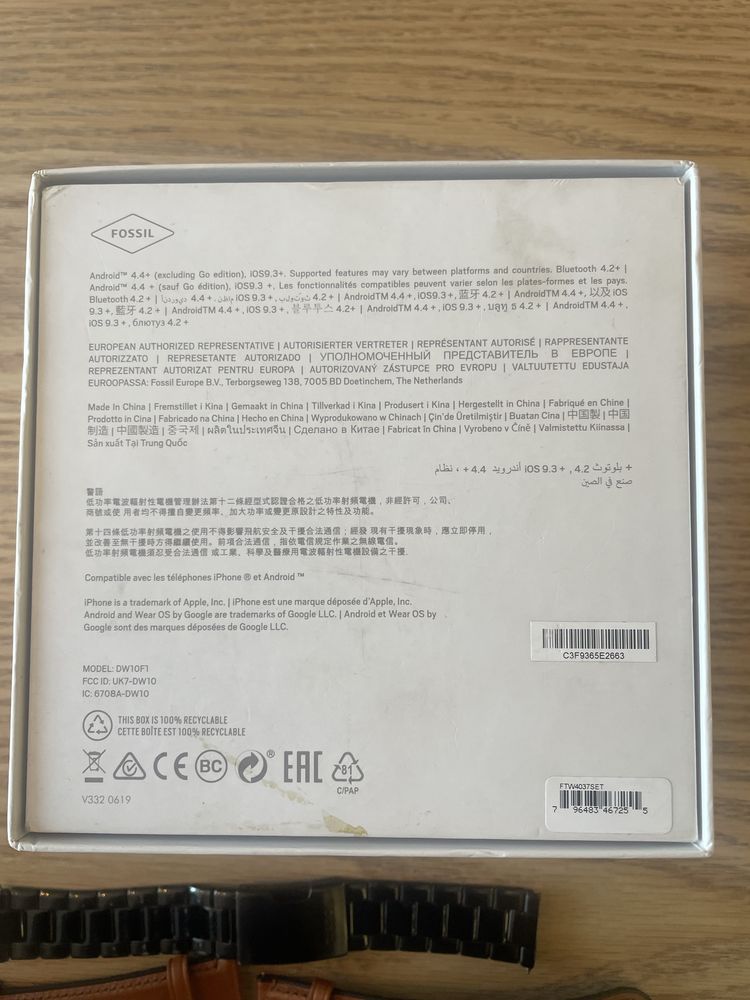 FOSSIL
Android™ 4.4+ (excluding Go edition), iOS9.3+. Supported features may vary between platforms and countries. Bluetooth 4.2+ |
Android™ 4.4 + (sauf Go édition), iOS9.3 +. Les fonctionnalités compatibles peuvent varier selon les plates-formes et les pays.
Bluetooth 4.2 + | 4.4 +. iOS 9.3 +, 4.2 + | AndroidTM 4.4 +, iOS9.3+, 蓝牙 4.2 + | AndroidTM 4.4 +, 以及 iOS
9.3 +, 藍牙 4.2 + | AndroidTM 4.4 +, iOS 9.3 +, 블루투스 4.2+ | AndroidTM 4.4 +, iOS 9.3 +, บลูทู ธ 4.2 + | AndroidTM 4.4 +,
iOS 9.3 +, блютуз 4.2 +
EUROPEAN AUTHORIZED REPRESENTATIVE | AUTORISIERTER VERTRETER | REPRÉSENTANT AUTORISÉ | RAPPRESENTANTE
AUTORIZZATO | REPRESETANTE AUTORIZADO | УПОЛНОМОЧЕННЫЙ ПРЕДСТАВИТЕЛЬ В ЕВРОПЕ |
REPREZENTANT AUTORIZAT PENTRU EUROPA | AUTORIZOVANÝ ZÁSTUPCE PRO EVROPU | VALTUUTETTU EDUSTAJA
EUROOPASSA: Fossil Europe B.V., Terborgseweg 138, 7005 BD Doetinchem, The Netherlands
Made In China | Fremstillet i Kina | Gemaakt in China | Tillverkad i Kina | Produsert i Kina | Hergestellt in China | Fabriqué en Chine |
Prodotto in Cina | Fabricado na China | Hecho en China | Wyprodukowano w Chinach | Çin'de Üretilmiştir | Buatan Cina | 中国製 | 中国
制造 | 中國製造 | 중국제 | ผลิตในประเทศจีน | Сделано в Китае | Fabricat în China | Vyrobeno v Číně | Valmistettu Kiinassa |
Sản xuất Tại Trung Quốc
+ بلوتوث 4.2 , + iOS 9.3 أندرويد 4.4 + ، نظام
صنع في الصين
警語
低功率電波輻射性電機管理辦法第十二條經型式認證合格之低功率射頻電機，非經許可，公司、
商號或使 用者均不得擅自變更頻率、加大功率或變更原設計之特性及功能。
第十四條低功率射頻電機之使用不得影響飛航安及干擾合法通信；經發 現有干擾現象時，應立即停用，
並改善至無干擾時方得繼續使用。前項合法通信，指依電信規定作業之無線電信。
低功率射頻電機須忍受合法通信 或工業、科學及醫療用電波輻射性電機設備之干擾.
Compatible avec les téléphones iPhone ® et Android ™
iPhone is a trademark of Apple, Inc. | iPhone est une marque déposée d'Apple, Inc.
Android and Wear OS by Google are trademarks of Google LLC. | Android et Wear OS by
Google sont des marques déposées de Google LLC.
C3F9365E2663
MODEL: DW10F1
FCC ID: UK7-DW10
IC: 6708A-DW10
THIS BOX IS 100% RECYCLABLE
CETTE BOÎTE EST 100% RECYCLABLE
CE BC ® EAC 81
C/PAP
V332 0619
FTW4037SET
7 96483 46725 5